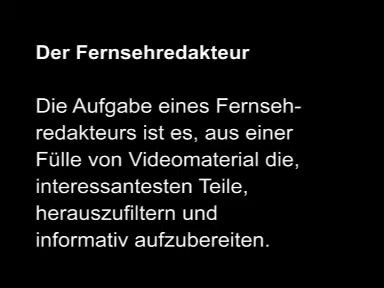 Der Fernsehredakteur
Die Aufgabe eines Fernseh-
redakteurs ist es, aus einer
Fülle von Videomaterial die,
interessantesten Teile,
herauszufiltern und
informativ aufzubereiten.